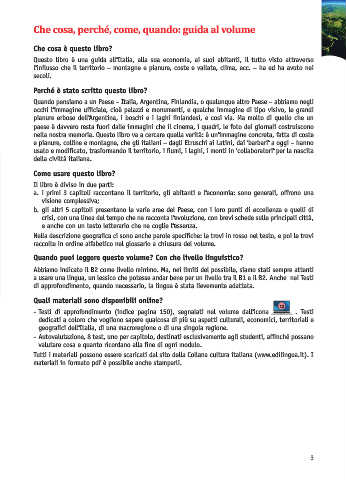 Che cosa, perché, come, quando: guida al volume
Che cosa è questo libro?
Questo libro è una guida all'Italia, alla sua economia, ai suoi abitanti, il tutto visto attraverso
l'influsso che il territorio – montagne e pianure, coste e vallate, clima, ecc. – ha ed ha avuto nei
secoli.
Perché è stato scritto questo libro?
Quando pensiamo a un Paese – Italia, Argentina, Finlandia, o qualunque altro Paese – abbiamo negli
occhi l'immagine ufficiale, cioè palazzi e monumenti, e qualche immagine di tipo visivo, le grandi
pianure erbose dell'Argentina, i boschi e i laghi finlandesi, e così via. Ma molto di quello che un
paese è davvero resta fuori dalle immagini che il cinema, i quadri, le foto dei giornali costruiscono
nella nostra memoria. Questo libro va a cercare quella verità: è un'immagine concreta, fatta di coste
e pianure, colline e montagne, che gli italiani – dagli Etruschi ai Latini, dai 'barbari' a oggi – hanno
usato e modificato, trasformando il territorio, i fiumi, i laghi, i monti in 'collaboratori' per la nascita
della civiltà italiana.
Come usare questo libro?
Il libro è diviso in due parti:
a. i primi 3 capitoli raccontano il territorio, gli abitanti e l'economia: sono generali, offrono una
visione complessiva;
b. gli altri 5 capitoli presentano le varie aree del Paese, con i loro punti di eccellenza e quelli di
crisi, con una linea del tempo che ne racconta l'evoluzione, con brevi schede sulle principali città,
e anche con un testo letterario che ne coglie l'essenza.
Nella descrizione geografica ci sono anche parole specifiche: le trovi in rosso nel testo, e poi le trovi
raccolte in ordine alfabetico nel glossario a chiusura del volume.
Quando puoi leggere questo volume? Con che livello linguistico?
Abbiamo indicato il B2 come livello minimo. Ma, nei limiti del possibile, siamo stati sempre attenti
a usare una lingua, un lessico che potesse andar bene per un livello tra il B1 e il B2. Anche nei Testi
di approfondimento, quando necessario, la lingua è stata lievemente adattata.
Quali materiali sono disponibili online?
- Testi di approfondimento (indice pagina 150), segnalati nel volume dall'icona . Testi
dedicati a coloro che vogliono sapere qualcosa di più su aspetti culturali, economici, territoriali e
geografici dell'Italia, di una macroregione o di una singola regione.
- Autovalutazione, 8 test, uno per capitolo, destinati esclusivamente agli studenti, affinché possano
valutare cosa e quanto ricordano alla fine di ogni modulo.
Tutti i materiali possono essere scaricati dal sito della Collana cultura italiana (www.edilingua.it). I
materiali in formato pdf è possibile anche stamparli.
3